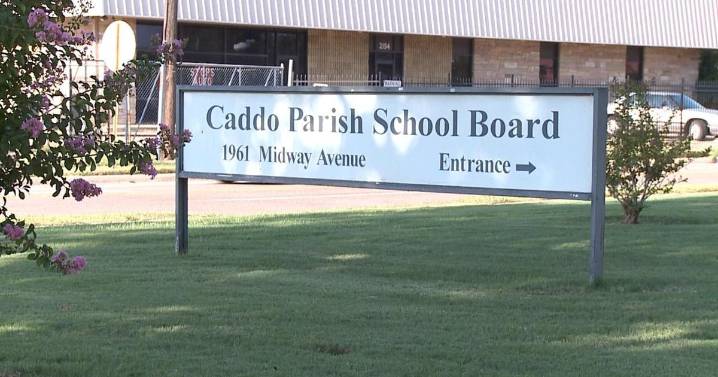 Caddo Parish School Board
1961 Midway Avenue
Entrance